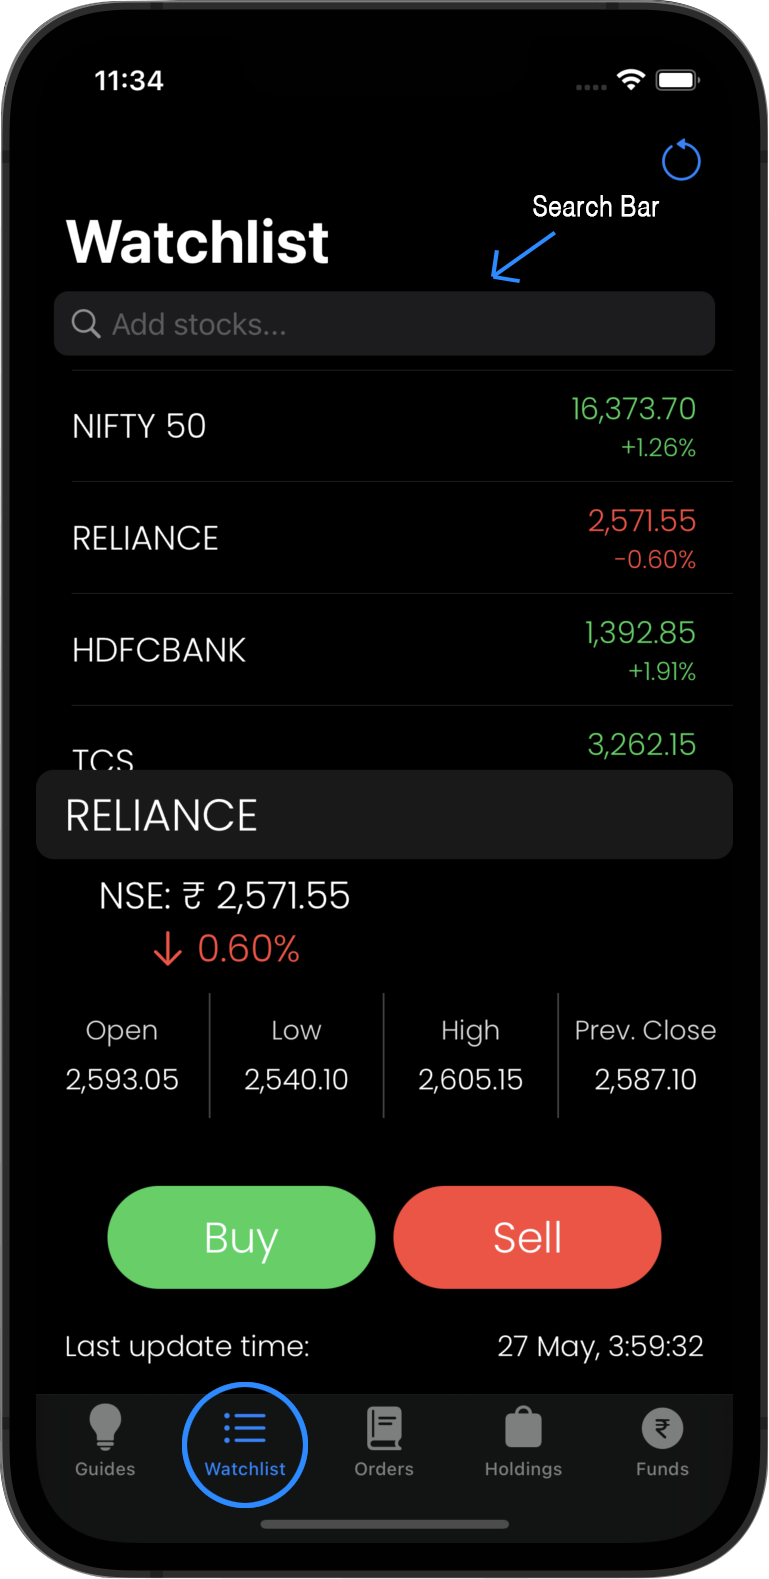 11:34
Search Bar
Watchlist
Add stocks...
NIFTY 50
16,373.70
+1.26%
RELIANCE
2,571.55
-0.60%
HDFCBANK
1,392.85
+1.91%
TCS
3,262.15
RELIANCE
NSE: ₹ 2,571.55
↓ 0.60%
Open Low High Prev. Close
2,593.05 2,540.10 2,605.15 2,587.10
Buy Sell
Last update time: 27 May, 3:59:32
₹
Guides Watchlist Orders Holdings Funds